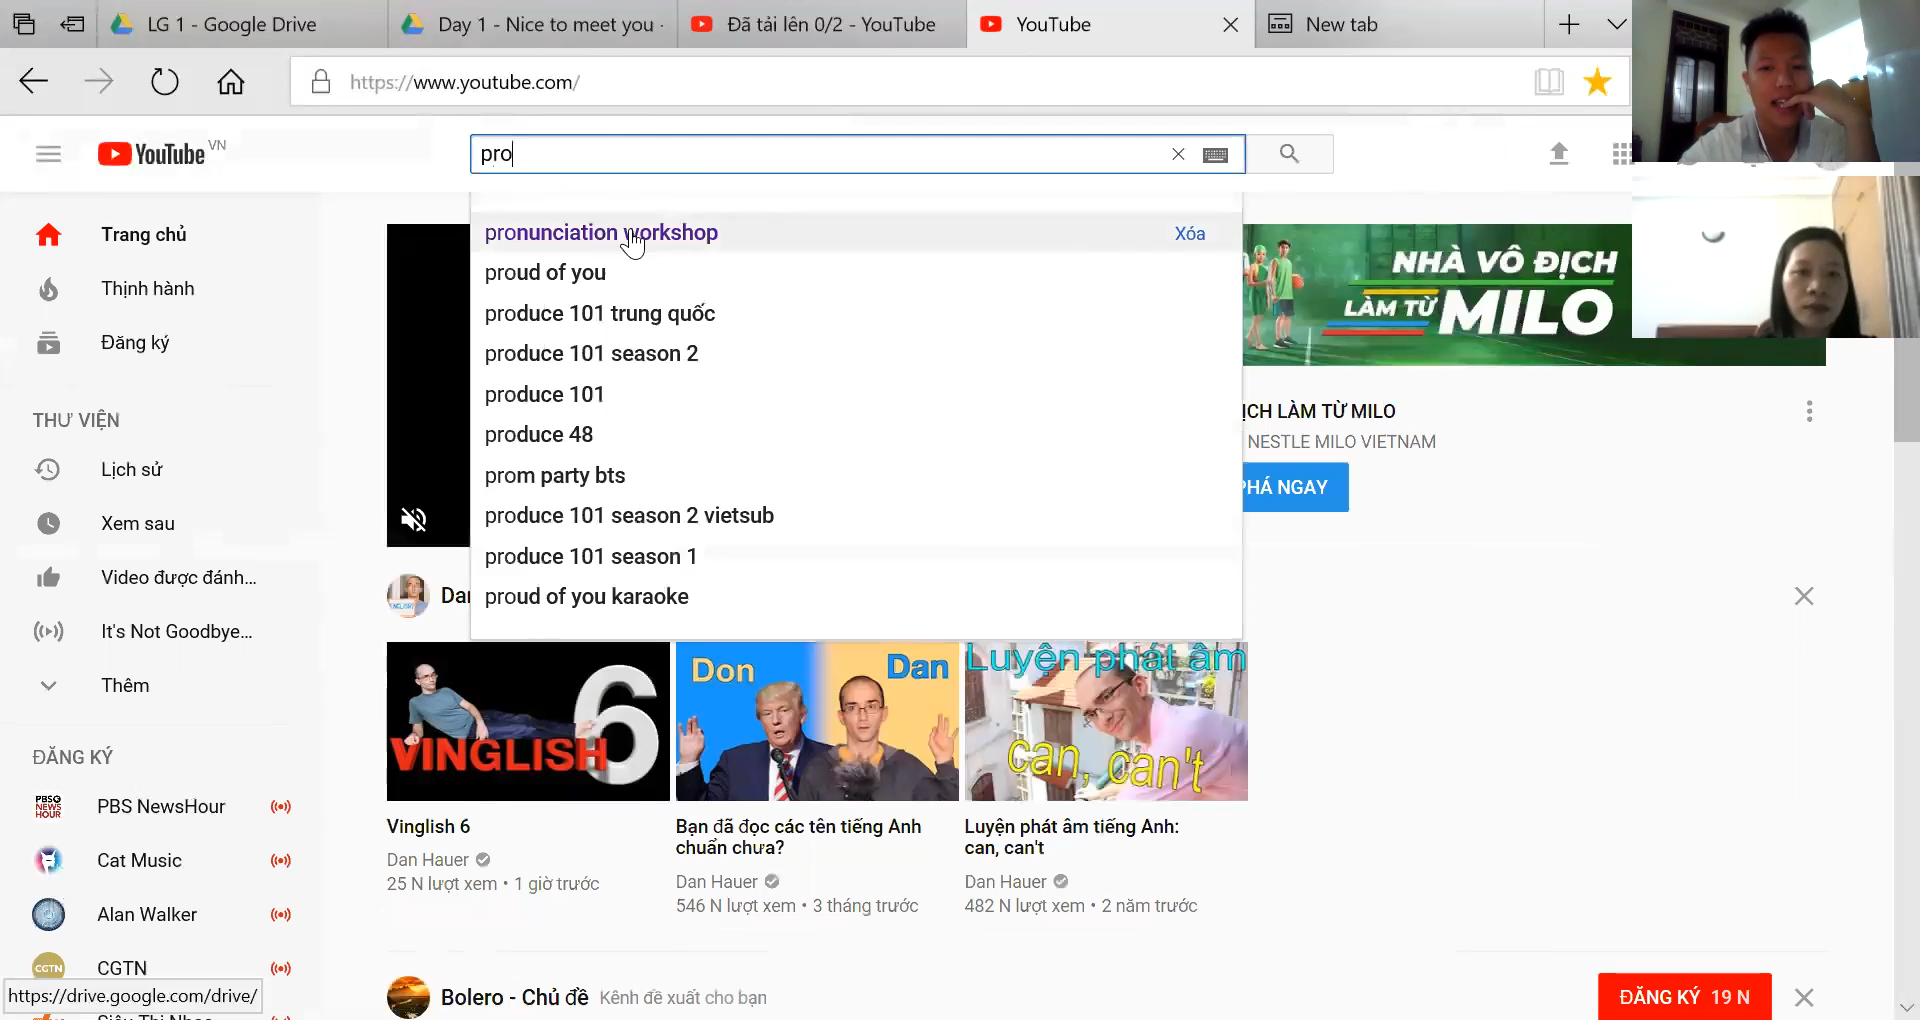 LG 1 - Google Drive
Day 1 - Nice to meet you -
Đã tải lên 0/2 - YouTube
YouTube
New tab
https://www.youtube.com/
YouTube VN
pro
pronunciation workshop
Xóa
proud of you
produce 101 trung quốc
produce 101 season 2
produce 101
produce 48
prom party bts
produce 101 season 2 vietsub
produce 101 season 1
proud of you karaoke
Trang chủ
Thịnh hành
Đăng ký
THƯ VIỆN
Lịch sử
Xem sau
Video được đánh...
It's Not Goodbye...
Thêm
ĐĂNG KÝ
PBS NEWS HOUR
PBS NewsHour
Cat Music
Alan Walker
CGTN
CGTN
https://drive.google.com/drive/
NHÀ VÔ ĐỊCH
LÀM TỪ MILO
ỊCH LÀM TỪ MILO
NESTLE MILO VIETNAM
PHÁ NGAY
Dan
VINGLISH 6
Don
Dan
Luyện phát âm
can, can't
Vinglish 6
Dan Hauer
25 N lượt xem • 1 giờ trước
Bạn đã đọc các tên tiếng Anh
chuẩn chưa?
Dan Hauer
546 N lượt xem • 3 tháng trước
Luyện phát âm tiếng Anh:
can, can't
Dan Hauer
482 N lượt xem • 2 năm trước
Bolero - Chủ đề
Kênh đề xuất cho bạn
ĐĂNG KÝ 19 N